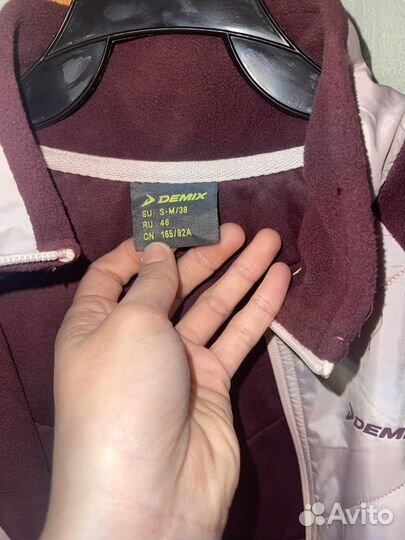 DEMIX
EU S-M/38
RU 46
CN 165/92A
DEMIX
Avito